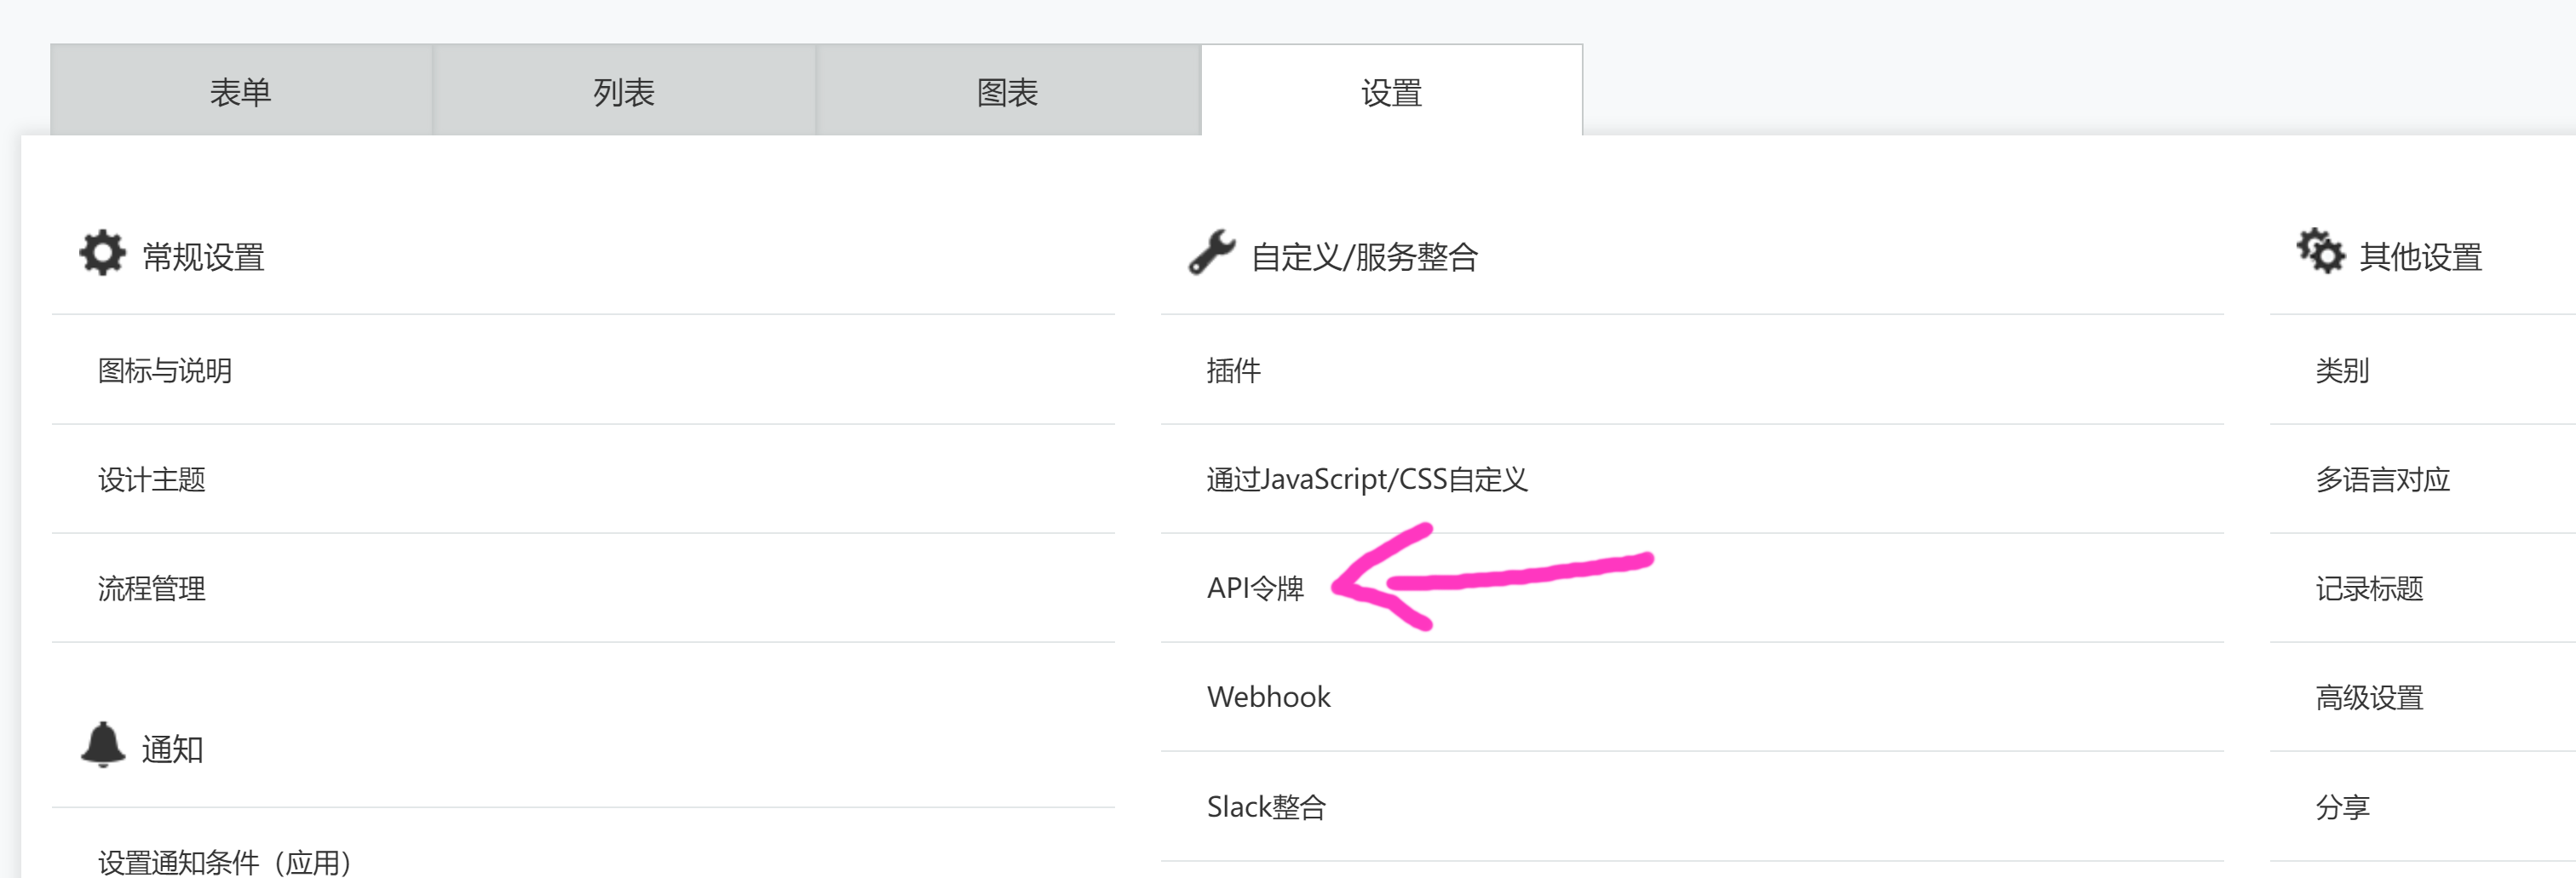 表单
列表
图表
设置
常规设置
图标与说明
设计主题
流程管理
通知
设置通知条件（应用）
自定义/服务整合
插件
通过JavaScript/CSS自定义
API令牌
Webhook
Slack整合
其他设置
类别
多语言对应
记录标题
高级设置
分享